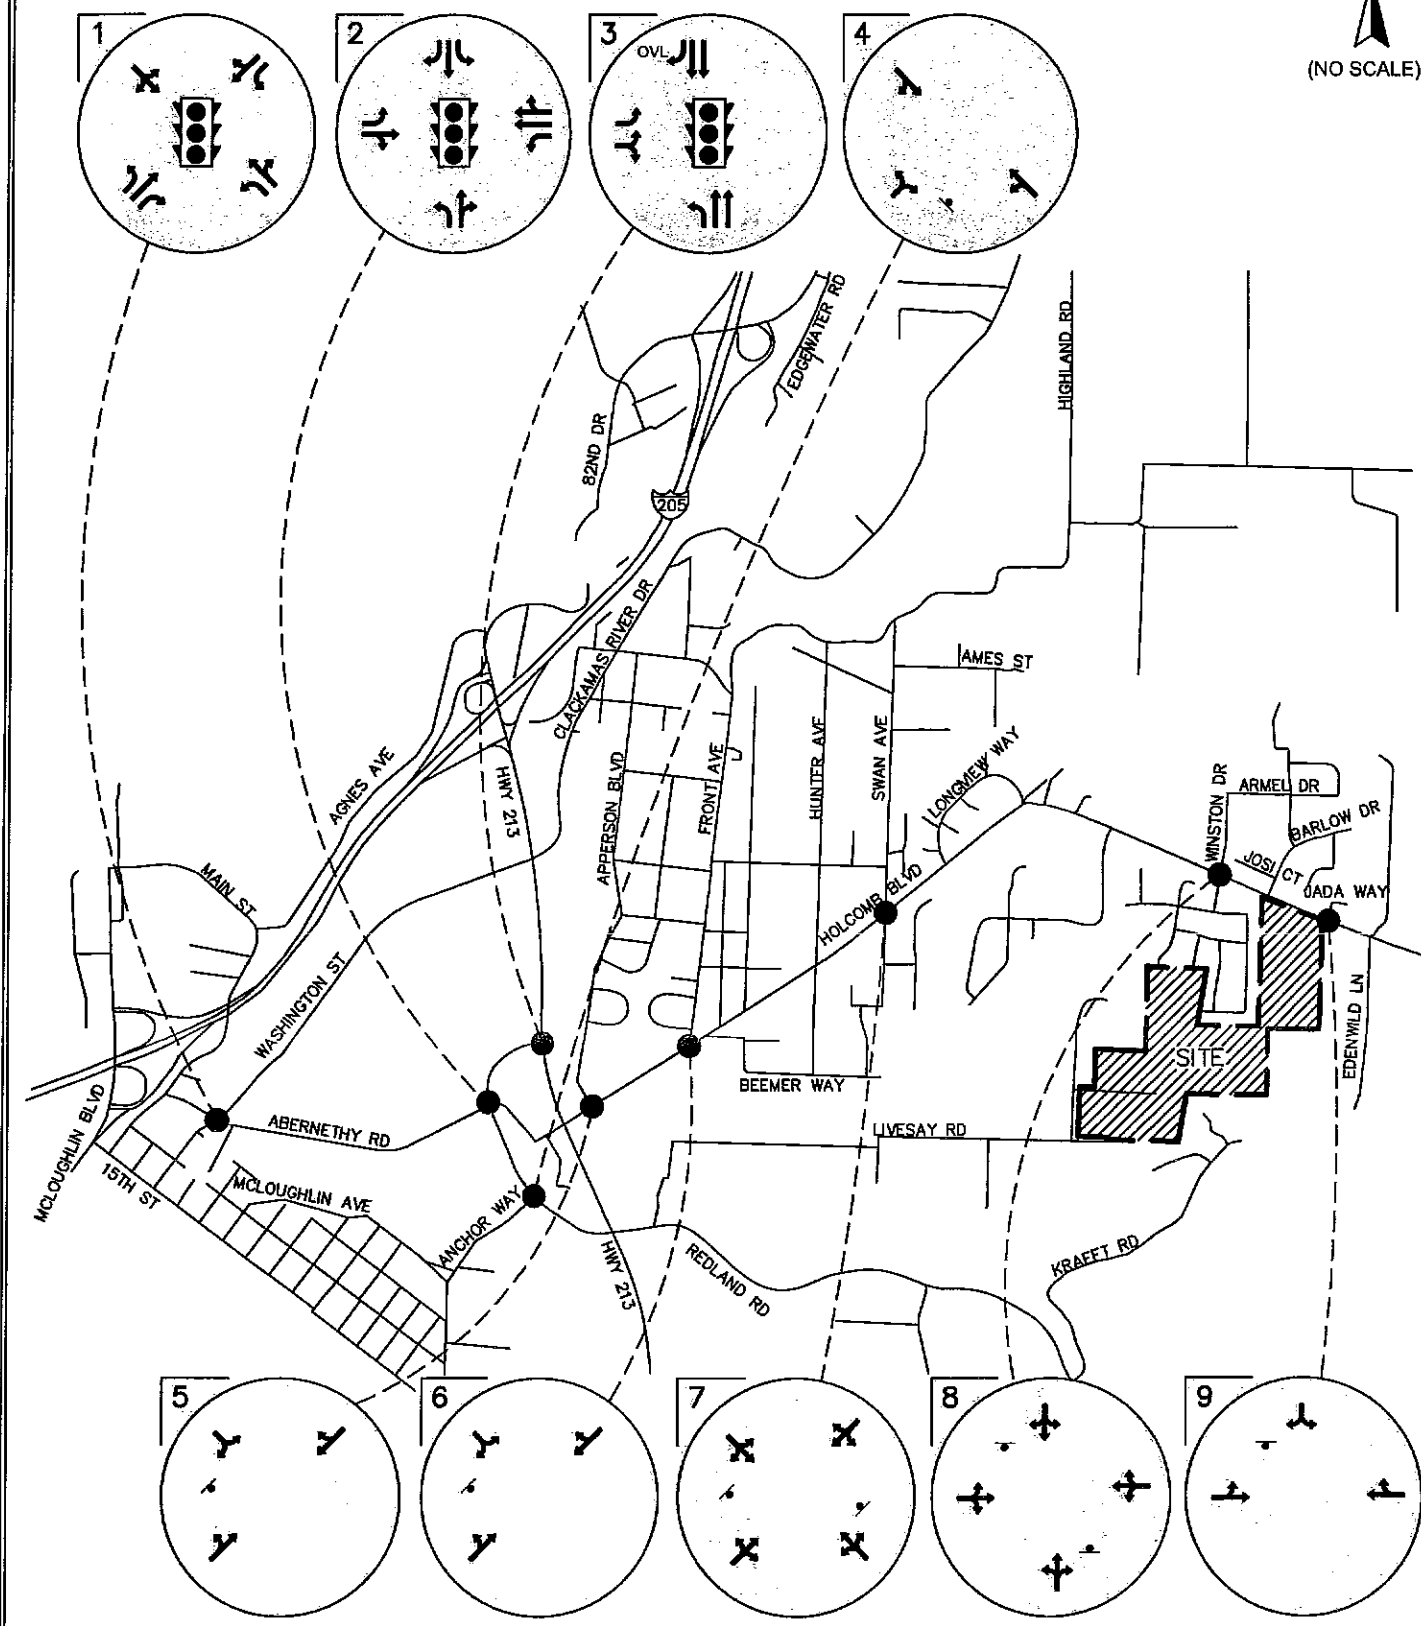 1
2
3
4
OVL
(NO SCALE)
EDGEWATER RD
HIGHLAND RD
82ND DR
205
CLACKAMAS RIVER DR
AMES ST
AGNES AVE
HWY 213
APPERSON BLVD
FRONT AVE
HUNTER AVE
SWAN AVE
LONGVIEW WAY
WINSTON DR
ARMEL DR
BARLOW DR
JOSI CT
JADA WAY
MAIN ST
HOLCOMB BLVD
WASHINGTON ST
EDENWILD LN
SITE
BEEMER WAY
MCLOUGHLIN BLVD
ABERNETHY RD
LIVESAY RD
15TH ST
MCLOUGHLIN AVE
ANCHOR WAY
HWY 213
REDLAND RD
KRAFFT RD
5
6
7
8
9